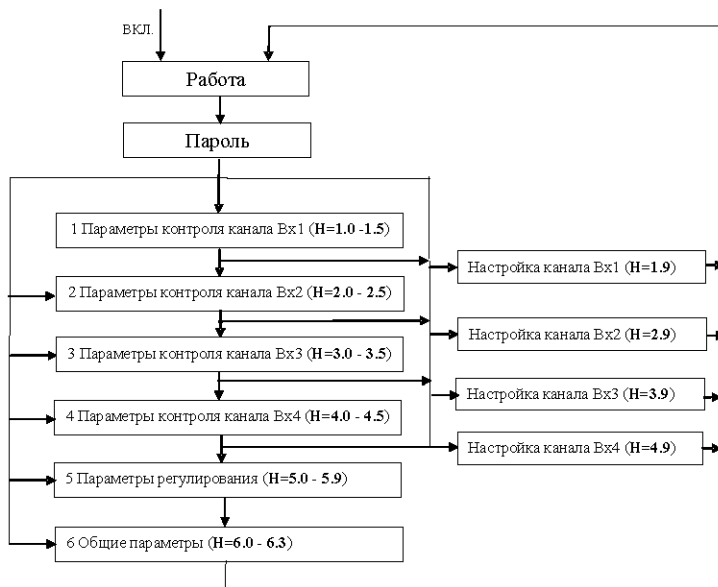 ВКЛ.
Работа
Пароль
1 Параметры контроля канала Вх1 (Н=1.0 -1.5)
Настройка канала Вх1 (Н=1.9)
2 Параметры контроля канала Вх2 (Н=2.0 - 2.5)
Настройка канала Вх2 (Н=2.9)
3 Параметры контроля канала Вх3 (Н=3.0 - 3.5)
Настройка канала Вх3 (Н=3.9)
4 Параметры контроля канала Вх4 (Н=4.0 - 4.5)
Настройка канала Вх4 (Н=4.9)
5 Параметры регулирования (Н=5.0 - 5.9)
6 Общие параметры (Н=6.0 - 6.3)